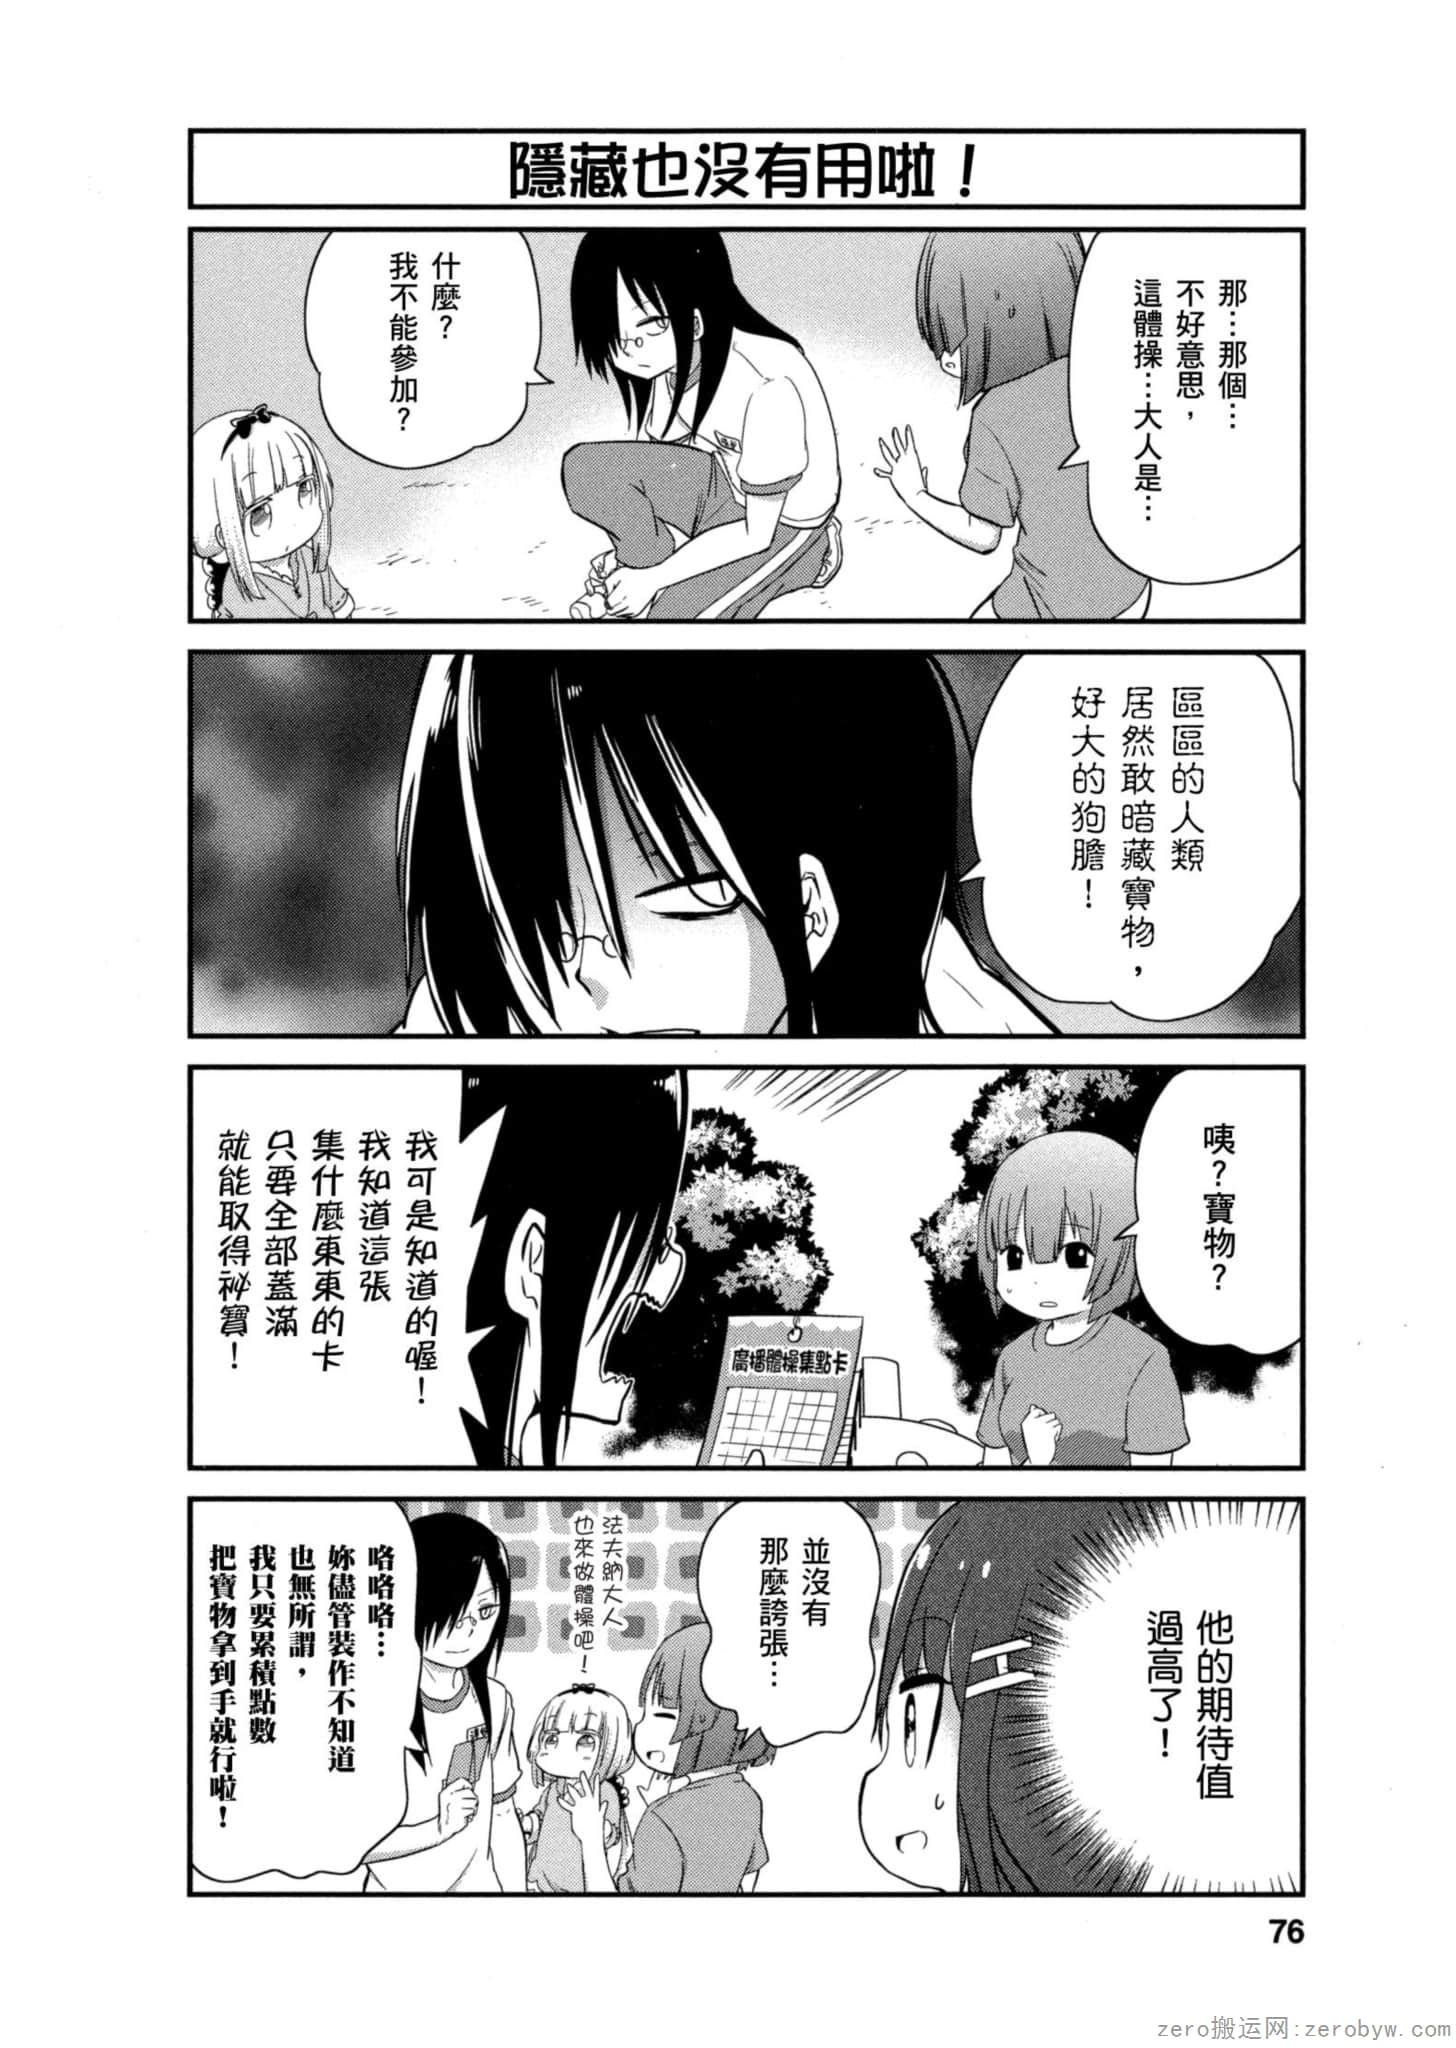 隱藏也沒有用啦！
那…那個…
不好意思，
這體操…大人是…
什麼？
我不能參加？
區區的人類
居然敢暗藏寶物，
好大的狗膽！
咦？寶物？
廣播體操集點卡
我可是知道的喔！
我知道這張
集什麼東東的卡
只要全部蓋滿
就能取得祕寶！
他的期待值
過高了！
並沒有
那麼誇張…
法夫納大人
也來做體操吧！
咯咯咯…
妳儘管裝作不知道
也無所謂，
我只要累積點數
把寶物拿到手就行啦！
76
zero搬运网:zerobyw.com